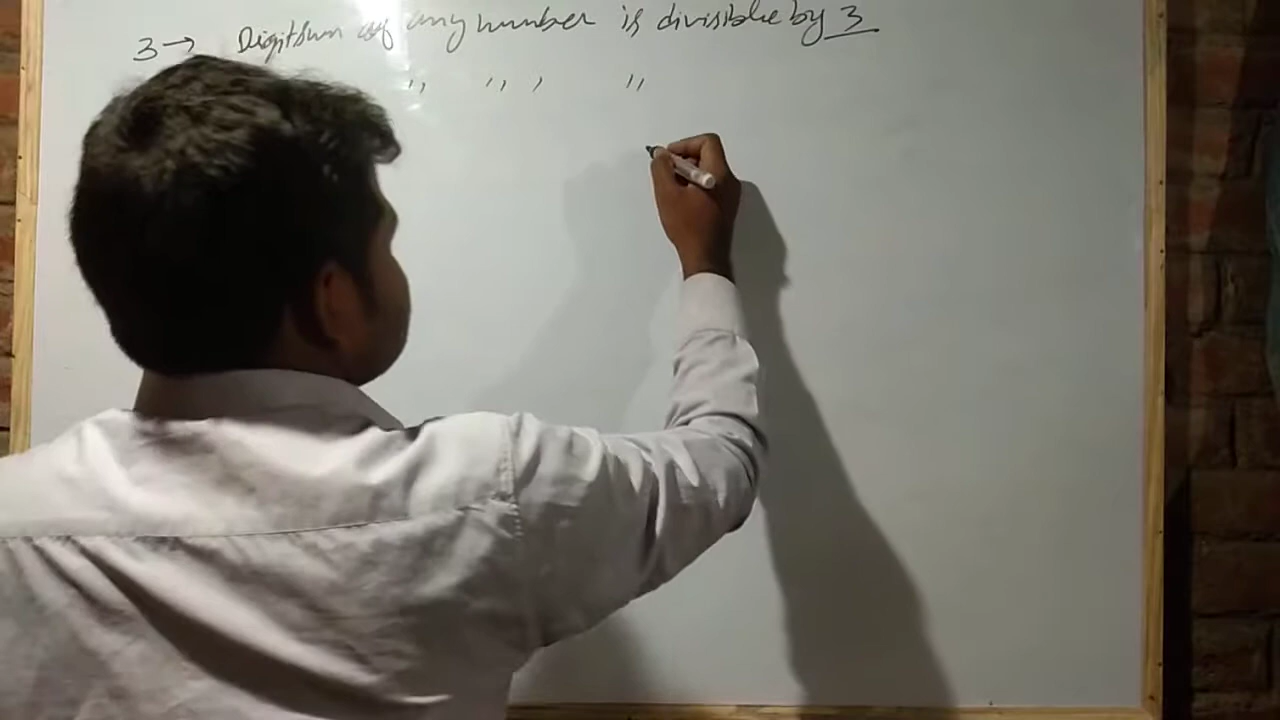 3 → Digitsum of any number is divisible by 3
" " , "